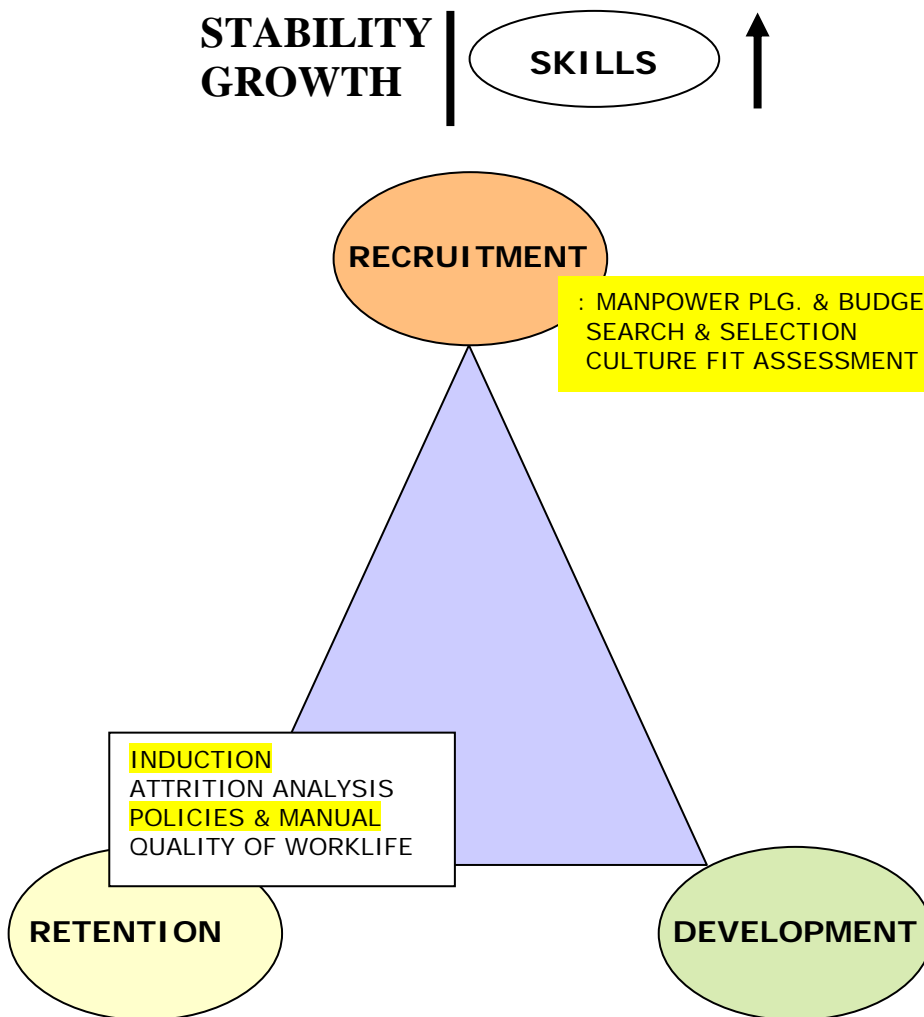 STABILITY
GROWTH
SKILLS
RECRUITMENT
: MANPOWER PLG. & BUDGE
SEARCH & SELECTION
CULTURE FIT ASSESSMENT
INDUCTION
ATTRITION ANALYSIS
POLICIES & MANUAL
QUALITY OF WORKLIFE
RETENTION
DEVELOPMENT